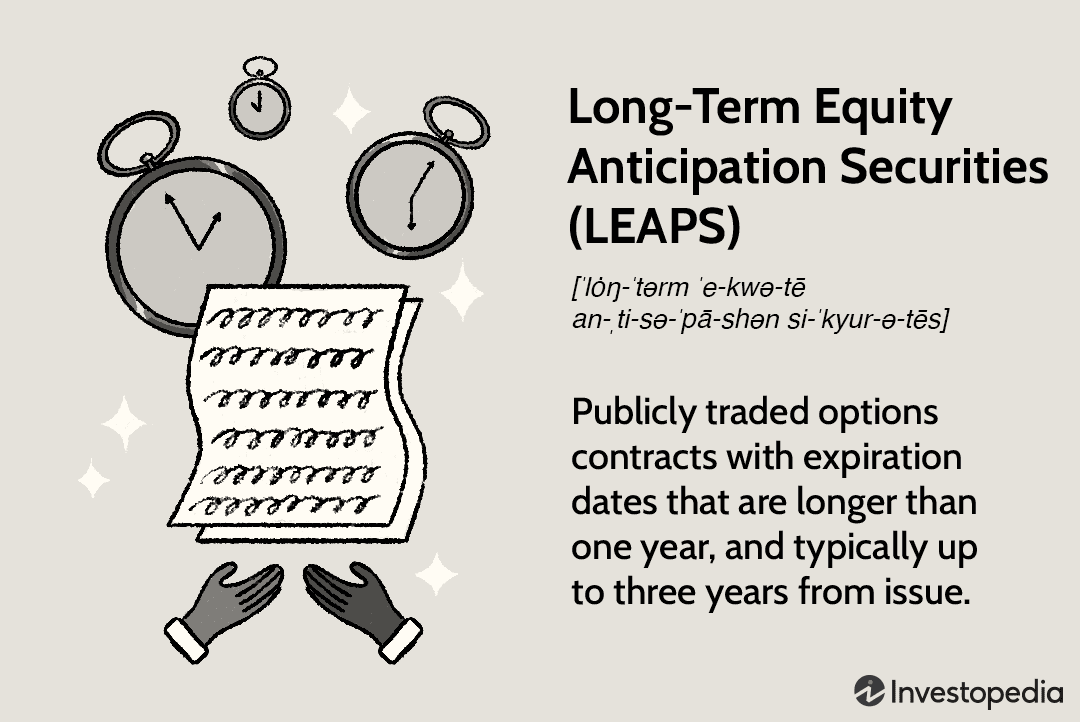 Long-Term Equity
Anticipation Securities
(LEAPS)
[ˈlȯŋ-ˈtərm ˈe-kwə-tē
an-ˌti-sə-ˈpā-shən si-ˈkyur-ə-tēs]
Publicly traded options
contracts with expiration
dates that are longer than
one year, and typically up
to three years from issue.
Investopedia